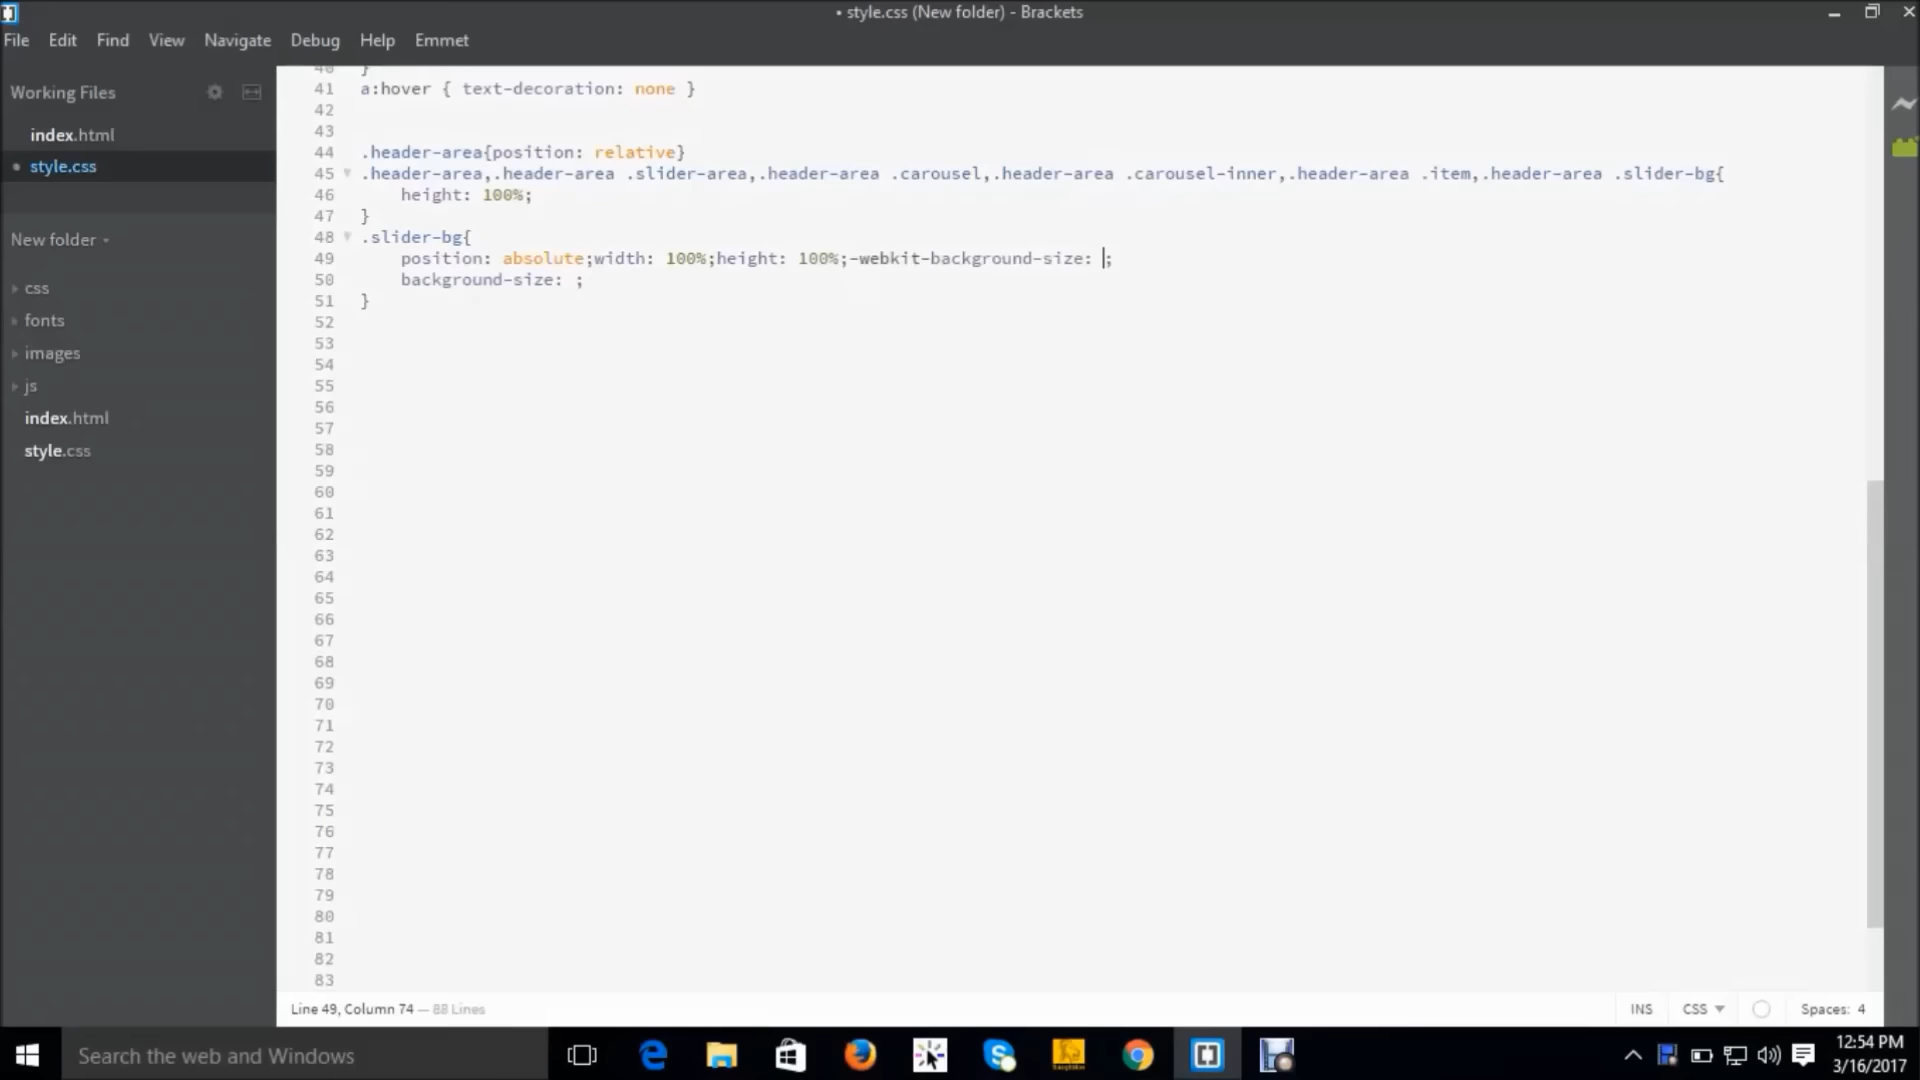 • style.css (New folder) - Brackets
File Edit Find View Navigate Debug Help Emmet
Working Files
index.html
• style.css
New folder
css
fonts
images
js
index.html
style.css
40 }
41 a:hover { text-decoration: none }
42
43
44 .header-area{position: relative}
45 .header-area,.header-area .slider-area,.header-area .carousel,.header-area .carousel-inner,.header-area .item,.header-area .slider-bg{
46 height: 100%;
47 }
48 .slider-bg{
49 position: absolute;width: 100%;height: 100%;-webkit-background-size: ;
50 background-size: ;
51 }
52
53
54
55
56
57
58
59
60
61
62
63
64
65
66
67
68
69
70
71
72
73
74
75
76
77
78
79
80
81
82
83
Line 49, Column 74 — 88 Lines
INS CSS Spaces: 4
Search the web and Windows
12:54 PM
3/16/2017